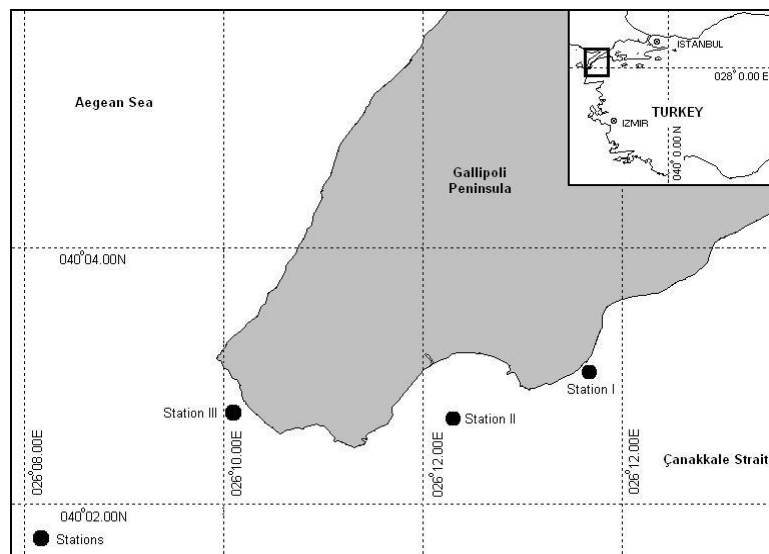 ISTANBUL
028° 0.00 E
TURKEY
IZMIR
040° 0.00 N
Aegean Sea
Gallipoli
Peninsula
040°04.00N
Station I
Station III
Station II
026°08.00E
026°10.00E
026°12.00E
026°12.00E
Çanakkale Strait
040°02.00N
Stations